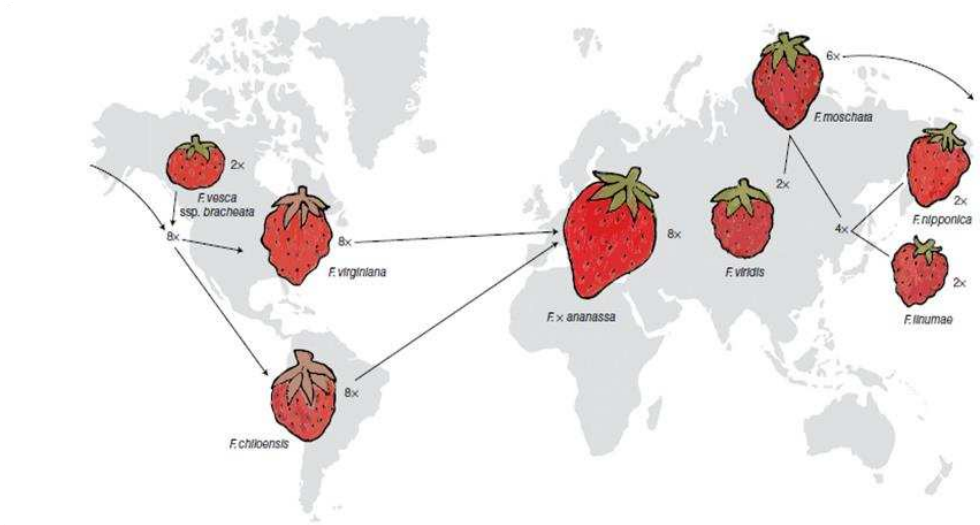 6×
F. moschata
2×
F. vesca
ssp. bracheata
8×
8×
F. virginiana
8×
F. × ananassa
2×
F. viridis
4×
2×
F. nipponica
2×
F. iinumae
8×
F. chiloensis